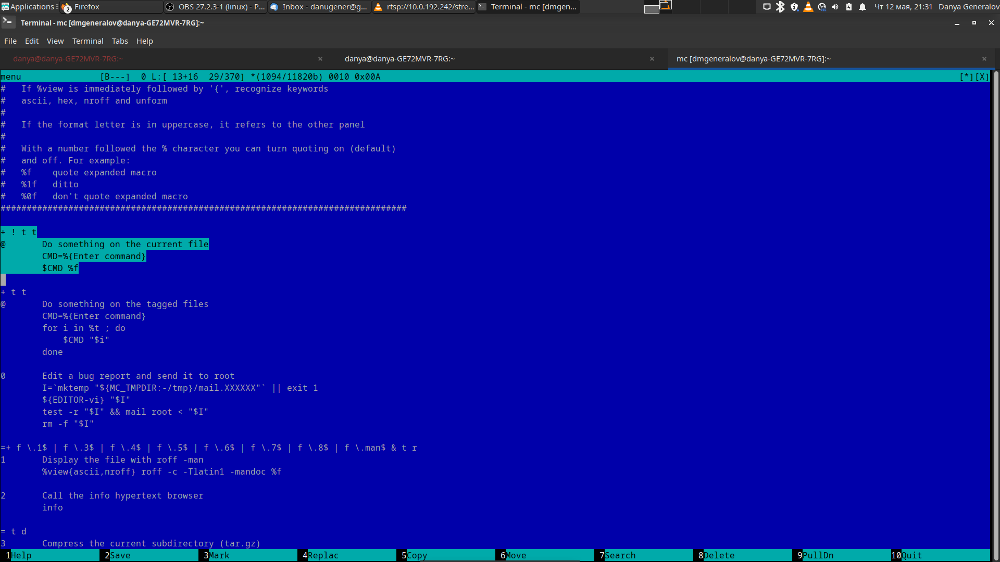 Applications
2
Firefox
OBS 27.2.3-1 (linux) - P...
Inbox - danugener@g...
rtsp://10.0.192.242/stre...
Terminal - mc [dmgen...
Чт 12 мая, 21:31
Danya Generalov
Terminal - mc [dmgeneralov@danya-GE72MVR-7RG]:~
File Edit View Terminal Tabs Help
danya@danya-GE72MVR-7RG:~ × danya@danya-GE72MVR-7RG:~ × mc [dmgeneralov@danya-GE72MVR-7RG]:~ ×
menu [B---] 0 L:[ 13+16 29/370] *(1094/11820b) 0010 0x00A [*][X]
# If %view is immediately followed by '{', recognize keywords
# ascii, hex, nroff and unform
#
# If the format letter is in uppercase, it refers to the other panel
#
# With a number followed the % character you can turn quoting on (default)
# and off. For example:
# %f quote expanded macro
# %1f ditto
# %0f don't quote expanded macro
##############################################################################
+ ! t t
@ Do something on the current file
CMD=%{Enter command}
$CMD %f
+ t t
@ Do something on the tagged files
CMD=%{Enter command}
for i in %t ; do
$CMD "$i"
done
0 Edit a bug report and send it to root
I=`mktemp "${MC_TMPDIR:-/tmp}/mail.XXXXXX"` || exit 1
${EDITOR-vi} "$I"
test -r "$I" && mail root < "$I"
rm -f "$I"
=+ f \.1$ | f \.3$ | f \.4$ | f \.5$ | f \.6$ | f \.7$ | f \.8$ | f \.man$ & t r
1 Display the file with roff -man
%view{ascii,nroff} roff -c -Tlatin1 -mandoc %f
2 Call the info hypertext browser
info
= t d
3 Compress the current subdirectory (tar.gz)
1Help 2Save 3Mark 4Replac 5Copy 6Move 7Search 8Delete 9PullDn 10Quit